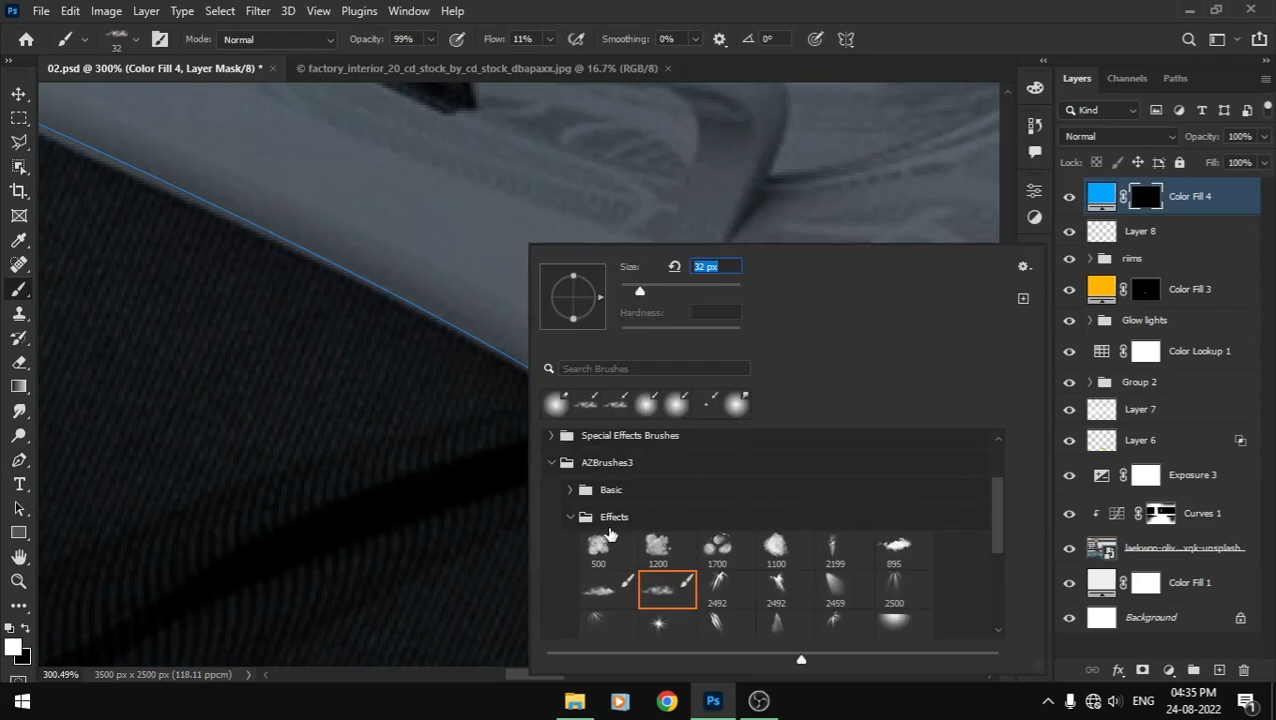 Ps File Edit Image Layer Type Select Filter 3D View Plugins Window Help
32 Mode: Normal Opacity: 99% Flow: 11% Smoothing: 0% 0°
02.psd @ 300% (Color Fill 4, Layer Mask/8) * × © factory_interior_20_cd_stock_by_cd_stock_dbapaxx.jpg @ 16.7% (RGB/8) ×
Layers Channels Paths
Kind
Normal Opacity: 100%
Lock: Fill: 100%
Color Fill 4
Layer 8
riims
Color Fill 3
Glow lights
Color Lookup 1
Group 2
Layer 7
Layer 6
Exposure 3
Curves 1
Color Fill 1
Background
Size: 32 px
Hardness:
Search Brushes
Special Effects Brushes
AZBrushes3
Basic
Effects
500 1200 1700 1100 2199 895
2492 2492 2459 2500
300.49% 3500 px x 2500 px (118.11 ppcm)
fx
Ps ENG 04:35 PM
24-08-2022 1